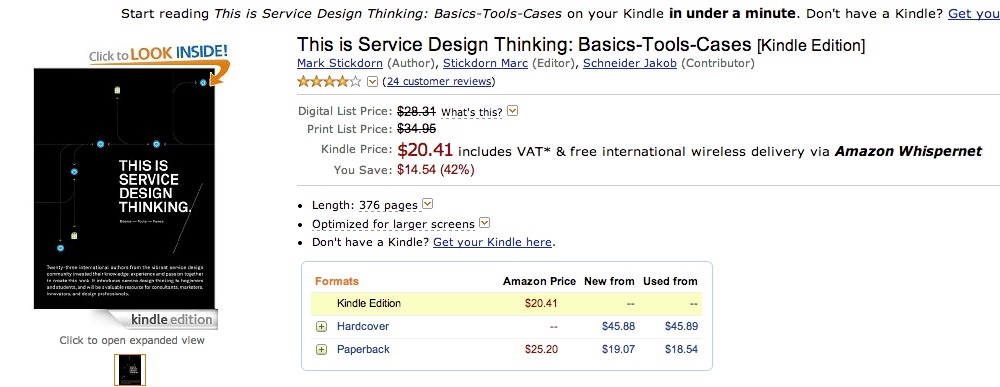 Start reading This is Service Design Thinking: Basics-Tools-Cases on your Kindle in under a minute. Don't have a Kindle? Get you
Click to LOOK INSIDE!
THIS IS
SERVICE
DESIGN
THINKING.
Basics — Tools — Cases
Twenty-three international authors from the vibrant service design
community invested their knowledge, experience and passion together
to create this work. It introduces service design thinking to beginners
and students, and will be a valuable resource for consultants, marketers,
innovators, and design professionals.
kindle edition
Click to open expanded view
This is Service Design Thinking: Basics-Tools-Cases [Kindle Edition]
Mark Stickdorn (Author), Stickdorn Marc (Editor), Schneider Jakob (Contributor)
(24 customer reviews)
Digital List Price: $28.31 What's this?
Print List Price: $34.95
Kindle Price: $20.41 includes VAT* & free international wireless delivery via Amazon Whispernet
You Save: $14.54 (42%)
• Length: 376 pages
• Optimized for larger screens
• Don't have a Kindle? Get your Kindle here.
Formats Amazon Price New from Used from
Kindle Edition $20.41 -- --
Hardcover -- $45.88 $45.89
Paperback $25.20 $19.07 $18.54